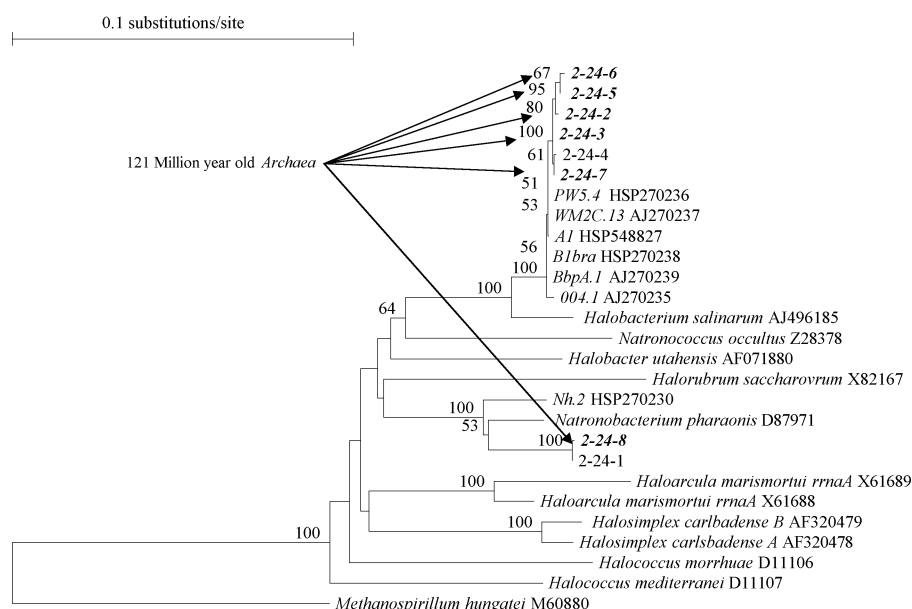 0.1 substitutions/site
67
2-24-6
95
2-24-5
80
2-24-2
100
2-24-3
121 Million year old Archaea
61
2-24-4
2-24-7
51
PW5.4 HSP270236
53
WM2C.13 AJ270237
A1 HSP548827
56
B1bra HSP270238
100
BbpA.1 AJ270239
100
004.1 AJ270235
64
Halobacterium salinarum AJ496185
Natronococcus occultus Z28378
Halobacter utahensis AF071880
Halorubrum saccharovrum X82167
Nh.2 HSP270230
100
Natronobacterium pharaonis D87971
53
100
2-24-8
2-24-1
100
Haloarcula marismortui rrnaA X61689
Haloarcula marismortui rrnaA X61688
100
Halosimplex carlbadense B AF320479
100
Halosimplex carlsbadense A AF320478
Halococcus morrhuae D11106
Halococcus mediterranei D11107
Methanospirillum hungatei M60880